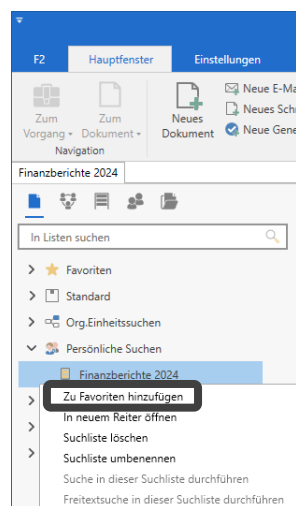 F2 Hauptfenster Einstellungen
Zum Vorgang
Zum Dokument
Neues Dokument
Neue E-Ma
Neues Sch
Neue Gene
Navigation
Finanzberichte 2024
In Listen suchen
Favoriten
Standard
Org.Einheitssuchen
Persönliche Suchen
Finanzberichte 2024
Zu Favoriten hinzufügen
In neuem Reiter öffnen
Suchliste löschen
Suchliste umbenennen
Suche in dieser Suchliste durchführen
Freitextsuche in dieser Suchliste durchführen